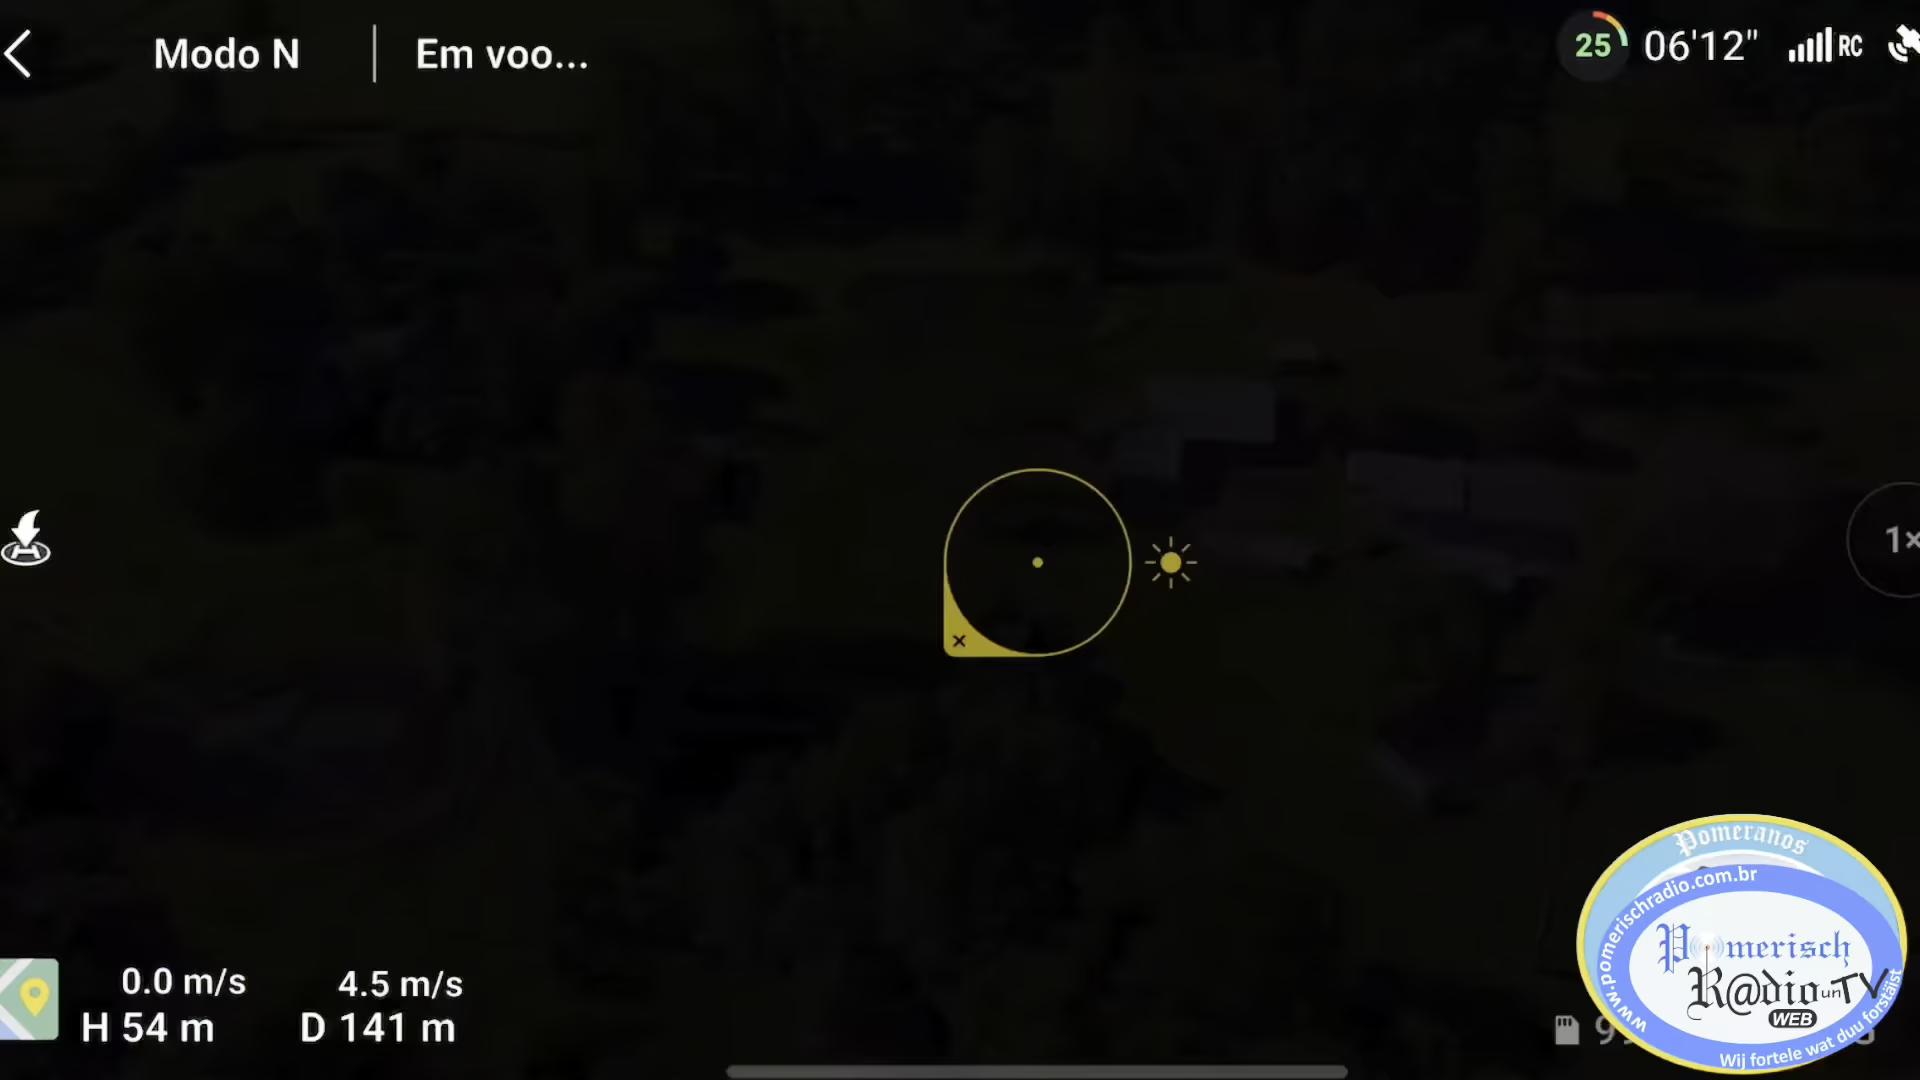 Modo N
Em voo...
25
06'12"
RC
1×
0.0 m/s
4.5 m/s
H 54 m
D 141 m
Pomeranos
www.pomerischradio.com.br
Pomerisch
R@dio un TV
WEB
Wij fortele wat duu forstäist